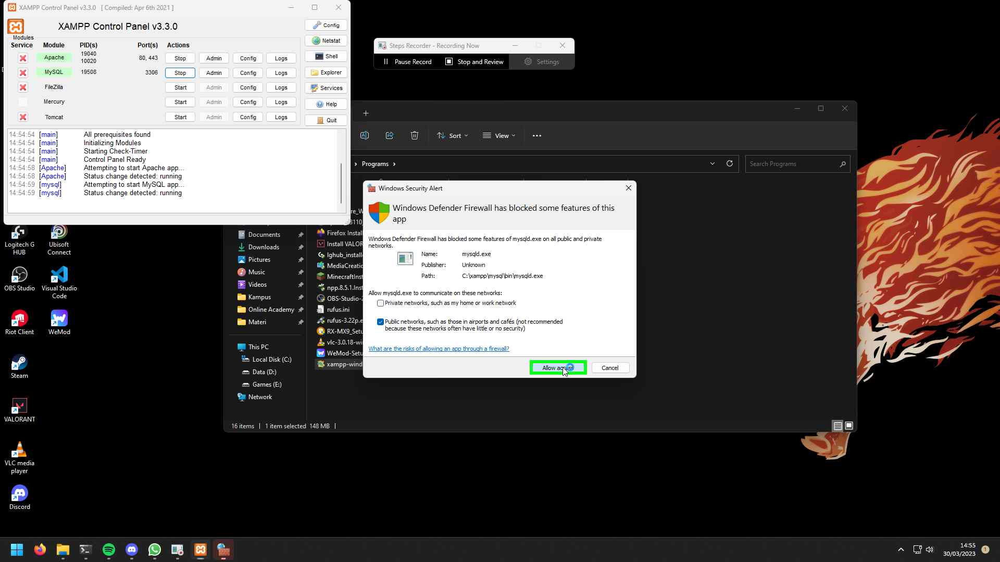 XAMPP Control Panel v3.3.0 [ Compiled: Apr 6th 2021 ]
XAMPP Control Panel v3.3.0
Config
Modules
Service Module PID(s) Port(s) Actions
Netstat
Apache 19040 10020 80, 443 Stop Admin Config Logs
Shell
MySQL 19508 3306 Stop Admin Config Logs
Explorer
FileZilla Start Admin Config Logs
Services
Mercury Start Admin Config Logs
Help
Tomcat Start Admin Config Logs
Quit
14:54:54 [main] All prerequisites found
14:54:54 [main] Initializing Modules
14:54:54 [main] Starting Check-Timer
14:54:54 [main] Control Panel Ready
14:54:58 [Apache] Attempting to start Apache app...
14:54:58 [Apache] Status change detected: running
14:54:59 [mysql] Attempting to start MySQL app...
14:54:59 [mysql] Status change detected: running
Steps Recorder - Recording Now
Pause Record Stop and Review Settings
Sort View
Programs
Search Programs
Documents
Downloads
Pictures
Music
Videos
Kampus
Online Academy
Materi
This PC
Local Disk (C:)
Data (D:)
Games (E:)
Network
Firefox Instal
Install VALOR
lghub_installe
MediaCreatio
MinecraftInst
npp.8.5.1.Inst
OBS-Studio-2
rufus.ini
rufus-3.22p.e
RX-MX9_Setu
vlc-3.0.18-wi
WeMod-Setu
xampp-wind
16 items 1 item selected 148 MB
Windows Security Alert
Windows Defender Firewall has blocked some features of this
app
Windows Defender Firewall has blocked some features of mysqld.exe on all public and private
networks.
Name: mysqld.exe
Publisher: Unknown
Path: C:\xampp\mysql\bin\mysqld.exe
Allow mysqld.exe to communicate on these networks:
Private networks, such as my home or work network
Public networks, such as those in airports and cafés (not recommended
because these networks often have little or no security)
What are the risks of allowing an app through a firewall?
Allow Cancel
Logitech G
HUB
Ubisoft
Connect
OBS Studio
Visual Studio
Code
Riot Client
WeMod
Steam
VALORANT
VLC media
player
Discord
14:55
30/03/2023
1